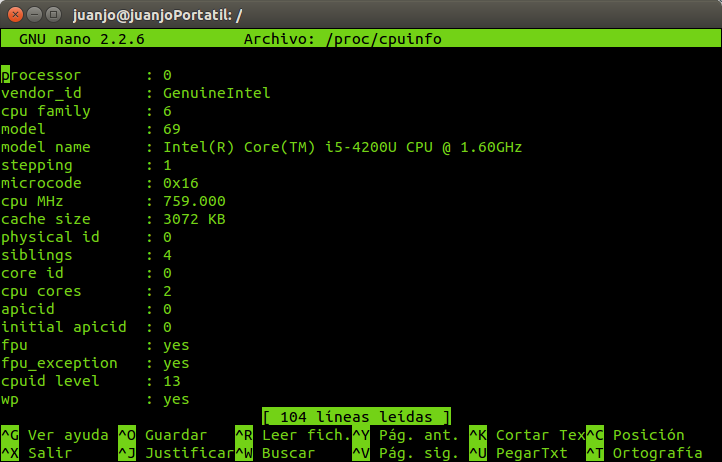 juanjo@juanjoPortatil: /
GNU nano 2.2.6 Archivo: /proc/cpuinfo
processor : 0
vendor_id : GenuineIntel
cpu family : 6
model : 69
model name : Intel(R) Core(TM) i5-4200U CPU @ 1.60GHz
stepping : 1
microcode : 0x16
cpu MHz : 759.000
cache size : 3072 KB
physical id : 0
siblings : 4
core id : 0
cpu cores : 2
apicid : 0
initial apicid : 0
fpu : yes
fpu_exception : yes
cpuid level : 13
wp : yes
[ 104 líneas leídas ]
^G Ver ayuda ^O Guardar ^R Leer fich.^Y Pág. ant. ^K Cortar Tex^C Posición
^X Salir ^J Justificar^W Buscar ^V Pág. sig. ^U PegarTxt ^T Ortografía